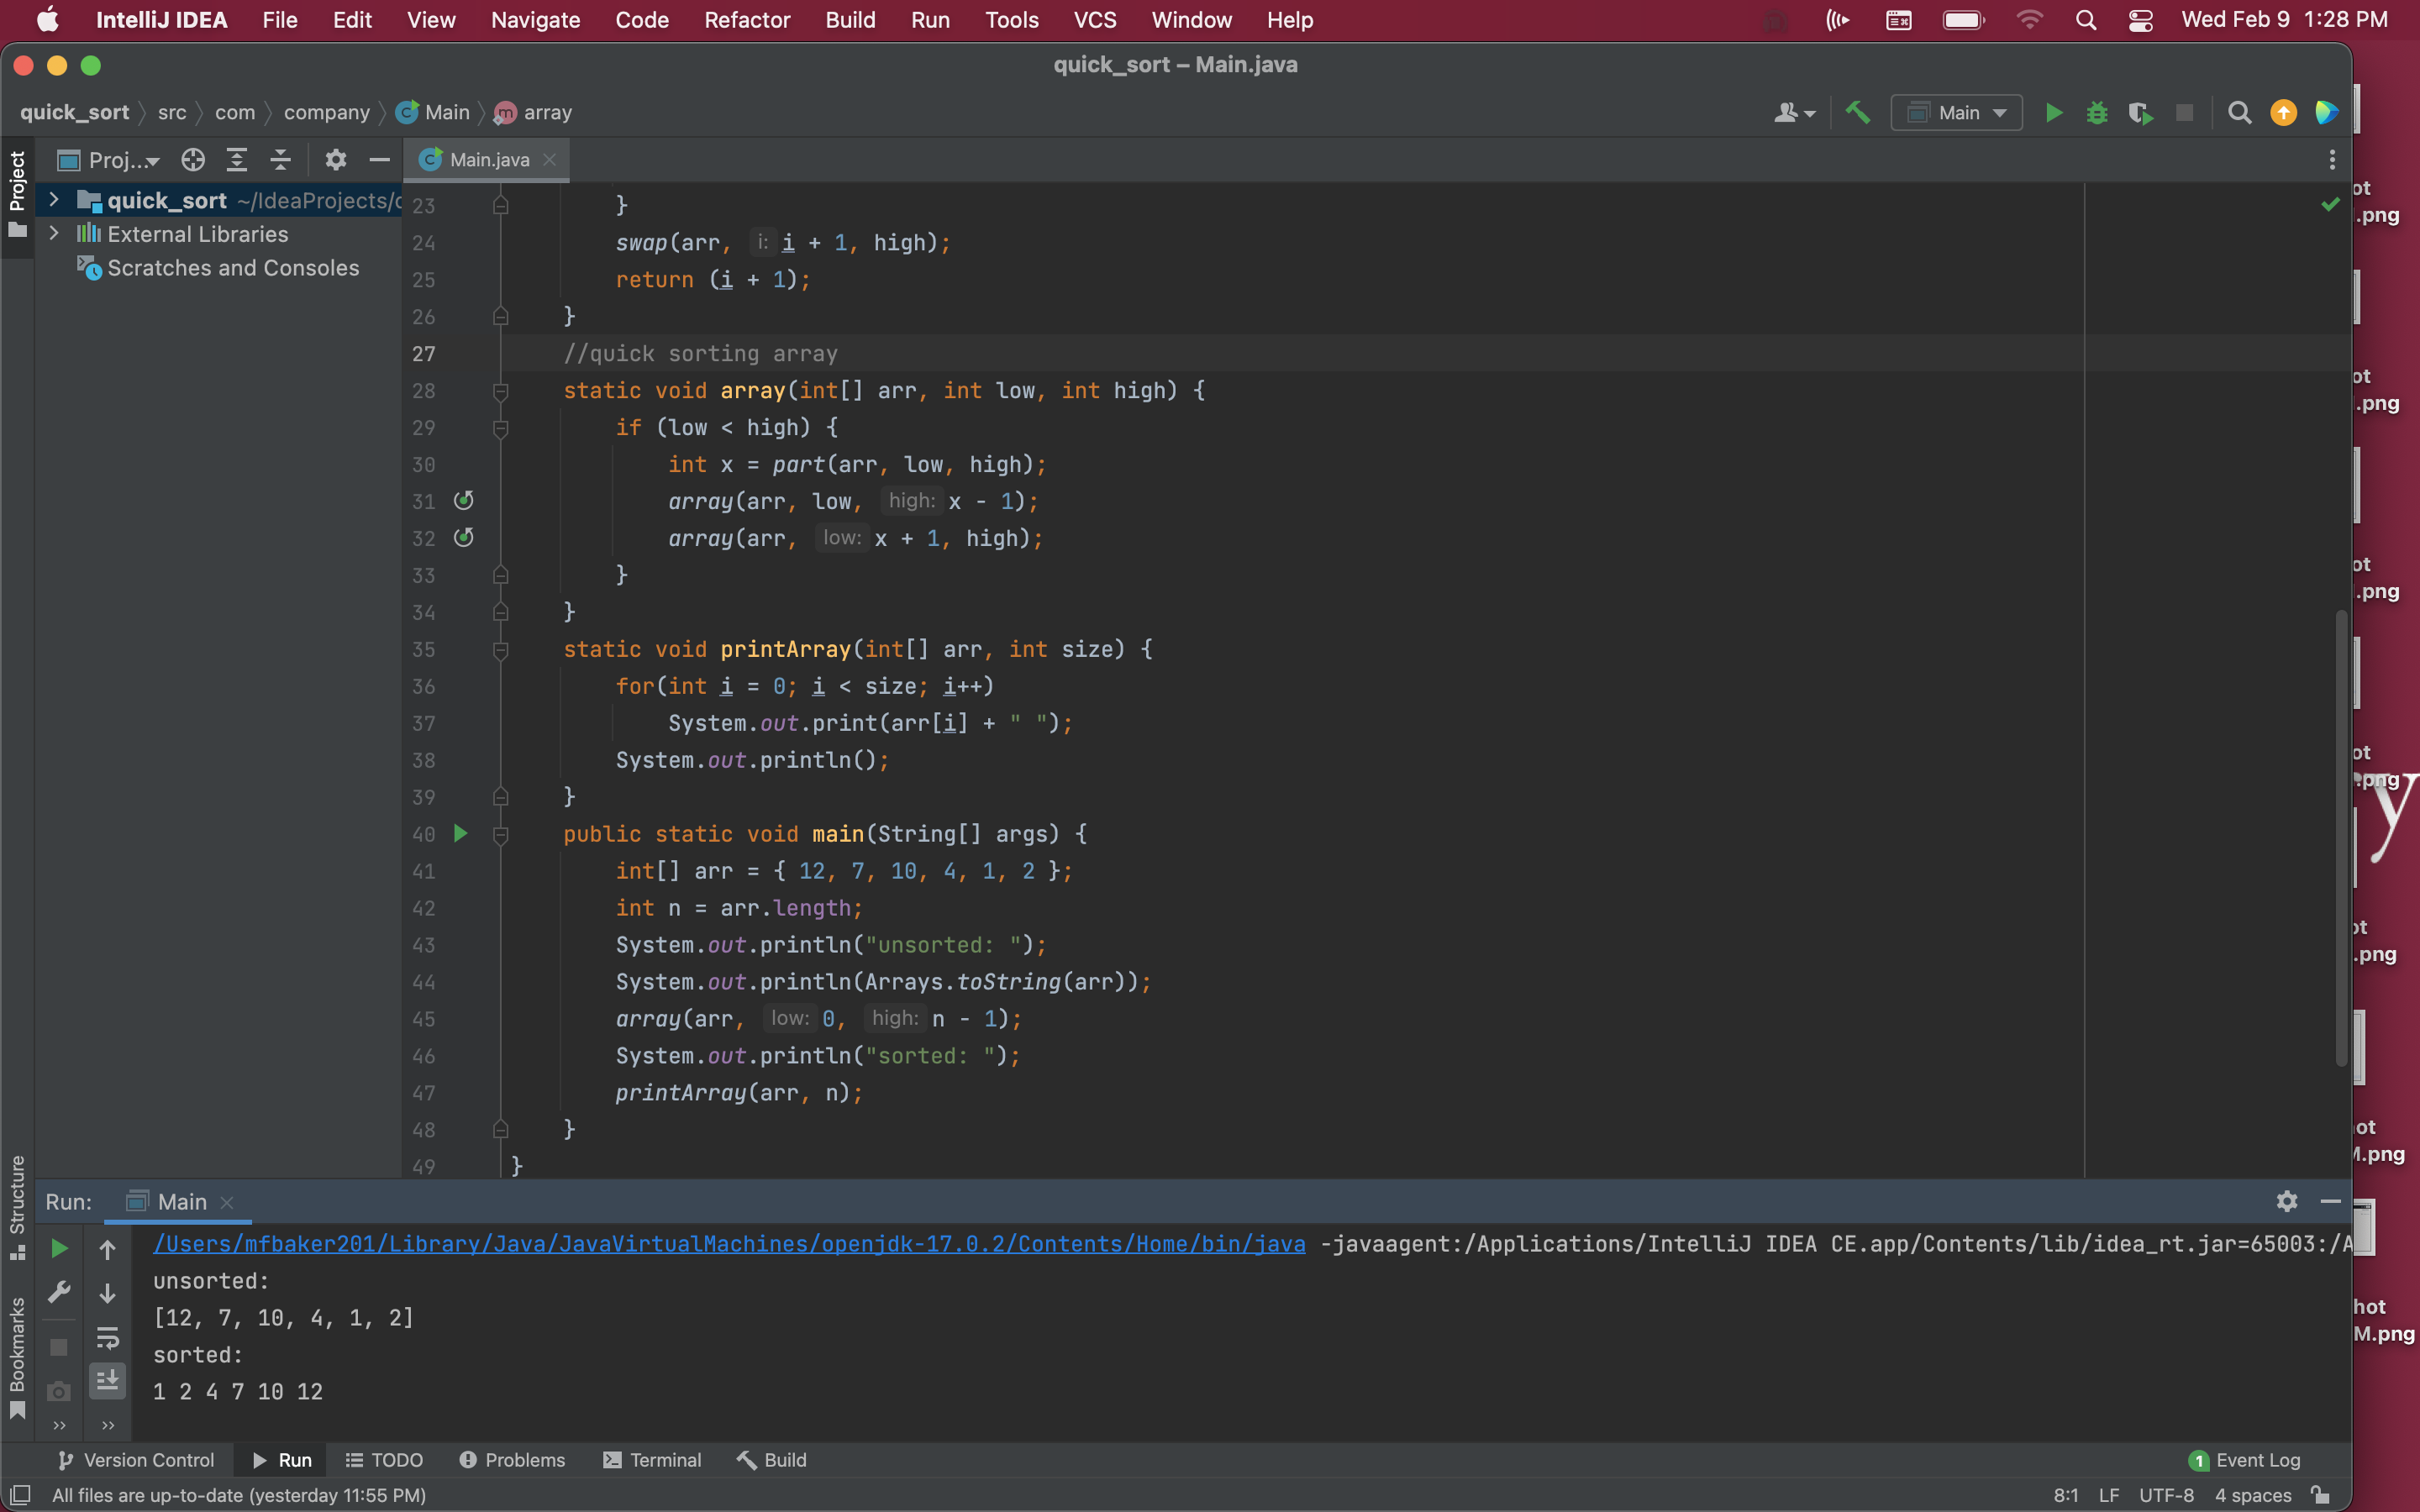 IntelliJ IDEA File Edit View Navigate Code Refactor Build Run Tools VCS Window Help Wed Feb 9 1:28 PM
quick_sort – Main.java
quick_sort src com company Main array Main
Project
Proj... Main.java
quick_sort ~/IdeaProjects/
External Libraries
Scratches and Consoles
23 }
24 swap(arr, i: i + 1, high);
25 return (i + 1);
26 }
27 //quick sorting array
28 static void array(int[] arr, int low, int high) {
29 if (low < high) {
30 int x = part(arr, low, high);
31 array(arr, low, high: x - 1);
32 array(arr, low: x + 1, high);
33 }
34 }
35 static void printArray(int[] arr, int size) {
36 for(int i = 0; i < size; i++)
37 System.out.print(arr[i] + " ");
38 System.out.println();
39 }
40 public static void main(String[] args) {
41 int[] arr = { 12, 7, 10, 4, 1, 2 };
42 int n = arr.length;
43 System.out.println("unsorted: ");
44 System.out.println(Arrays.toString(arr));
45 array(arr, low: 0, high: n - 1);
46 System.out.println("sorted: ");
47 printArray(arr, n);
48 }
49 }
Structure
Bookmarks
Run: Main
/Users/mfbaker201/Library/Java/JavaVirtualMachines/openjdk-17.0.2/Contents/Home/bin/java -javaagent:/Applications/IntelliJ IDEA CE.app/Contents/lib/idea_rt.jar=65003:/A
unsorted:
[12, 7, 10, 4, 1, 2]
sorted:
1 2 4 7 10 12
Version Control Run TODO Problems Terminal Build 1 Event Log
All files are up-to-date (yesterday 11:55 PM) 8:1 LF UTF-8 4 spaces
ot
.png
ot
.png
ot
.png
ot
.png
y
ot
.png
ot
M.png
hot
M.png